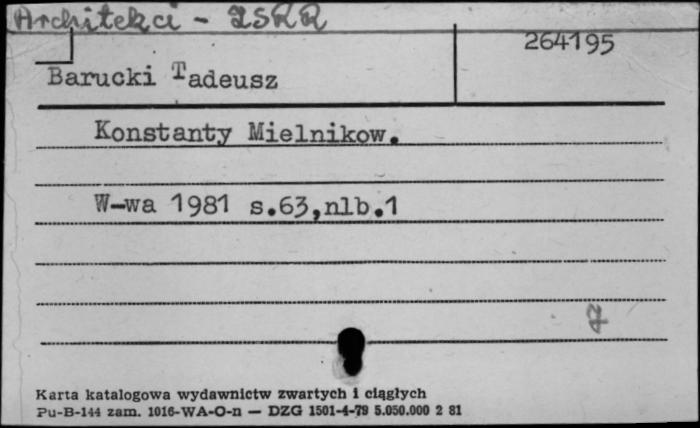 Architekci - ZSRR
264195
Barucki Tadeusz
Konstanty Mielnikow.
W-wa 1981 s.63,nlb.1
J
Karta katalogowa wydawnictw zwartych i ciągłych
Pu-B-144 zam. 1016-WA-O-n — DZG 1501-4-79 5.050.000 2 81